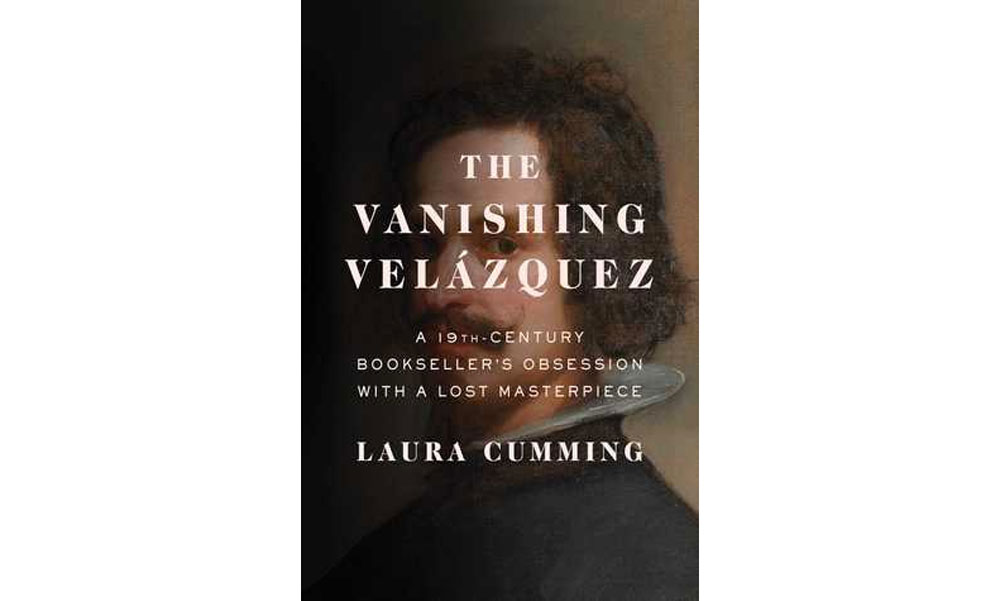 THE
VANISHING
VELÁZQUEZ
A 19TH-CENTURY
BOOKSELLER'S OBSESSION
WITH A LOST MASTERPIECE
LAURA CUMMING